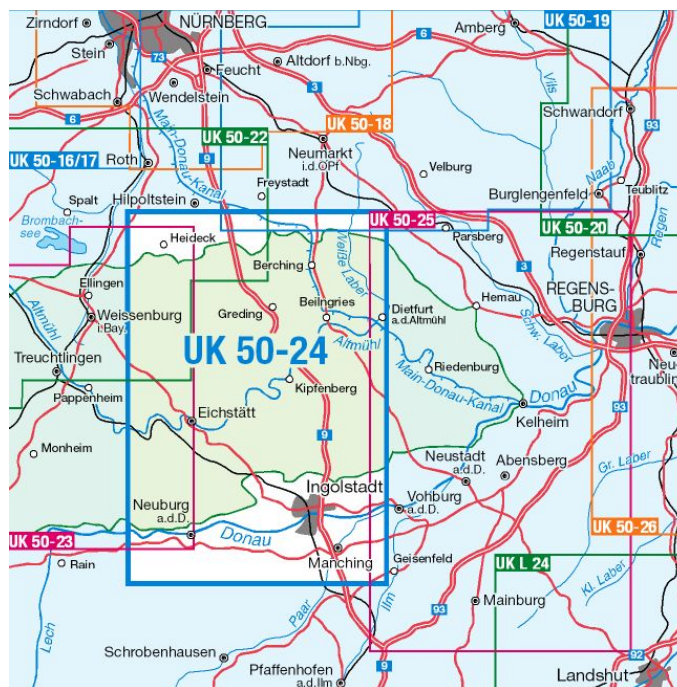 Zirndorf
NÜRNBERG
Amberg
UK 50-19
Stein
73
Feucht
Altdorf b.Nbg.
6
Vils
Schwabach
Wendelstein
3
Schwandorf
6
UK 50-22
UK 50-18
93
UK 50-16/17
Roth
9
Neumarkt
i.d.OPf
Main-Donau-Kanal
Velburg
Naab
Teublitz
Spalt
Hilpoltstein
Freystadt
Burglengenfeld
Brombach-
see
UK 50-25
UK 50-20
Regen
Heideck
Weiße Laber
Parsberg
Regenstauf
Berching
3
Ellingen
REGENS-
BURG
Altmühl
Weissenburg
i.Bay.
Greding
Beilngries
Dietfurt
a.d.Altmühl
Hemau
Schw. Laber
UK 50-24
Altmühl
Treuchtlingen
Riedenburg
Neu-
traubling
Pappenheim
Kipfenberg
Main-Donau-Kanal
Donau
Eichstätt
Kelheim
93
Monheim
9
Neustadt
a.d.D.
Abensberg
Gr. Laber
Neuburg
a.d.D.
Ingolstadt
Vohburg
a.d.D.
UK 50-23
Donau
UK 50-26
Rain
Manching
Geisenfeld
UK L 24
Kl. Laber
Lech
Paar
Ilm
93
Mainburg
Schrobenhausen
92
Pfaffenhofen
a.d.Ilm
9
Landshut